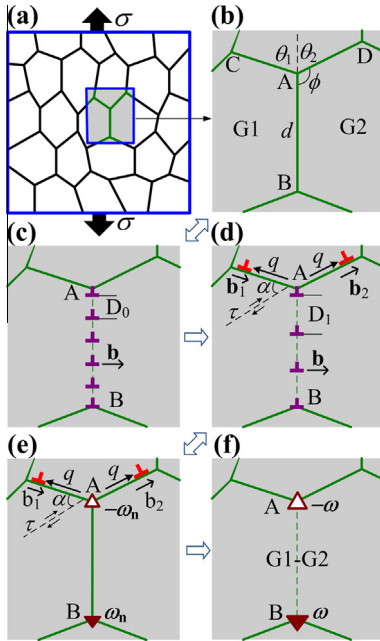 (a) σ
σ
(b) θ₁ θ₂
C D
A ϕ
G1 d G2
B
(c)
A D₀
b
B
(d)
q A q
b₁ α b₂
τ D₁
b
B
(e)
q A q
b₁ α b₂
τ -ωₙ
B ωₙ
(f)
A -ω
G1-G2
B ω